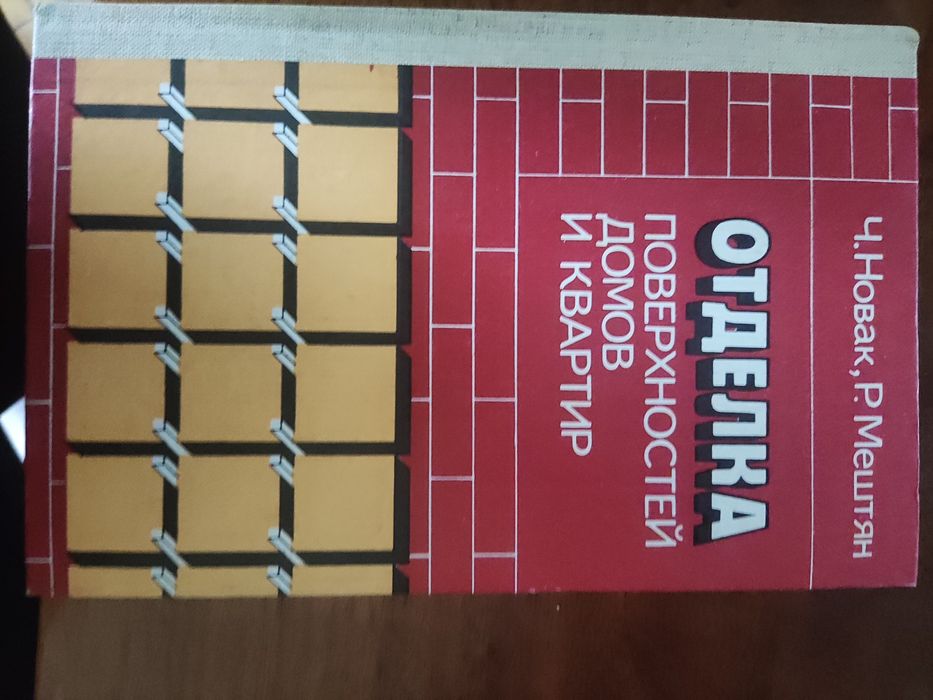 Ч. Новак, Р. Мештян
ОТДЕЛКА
ПОВЕРХНОСТЕЙ
ДОМОВ
И КВАРТИР